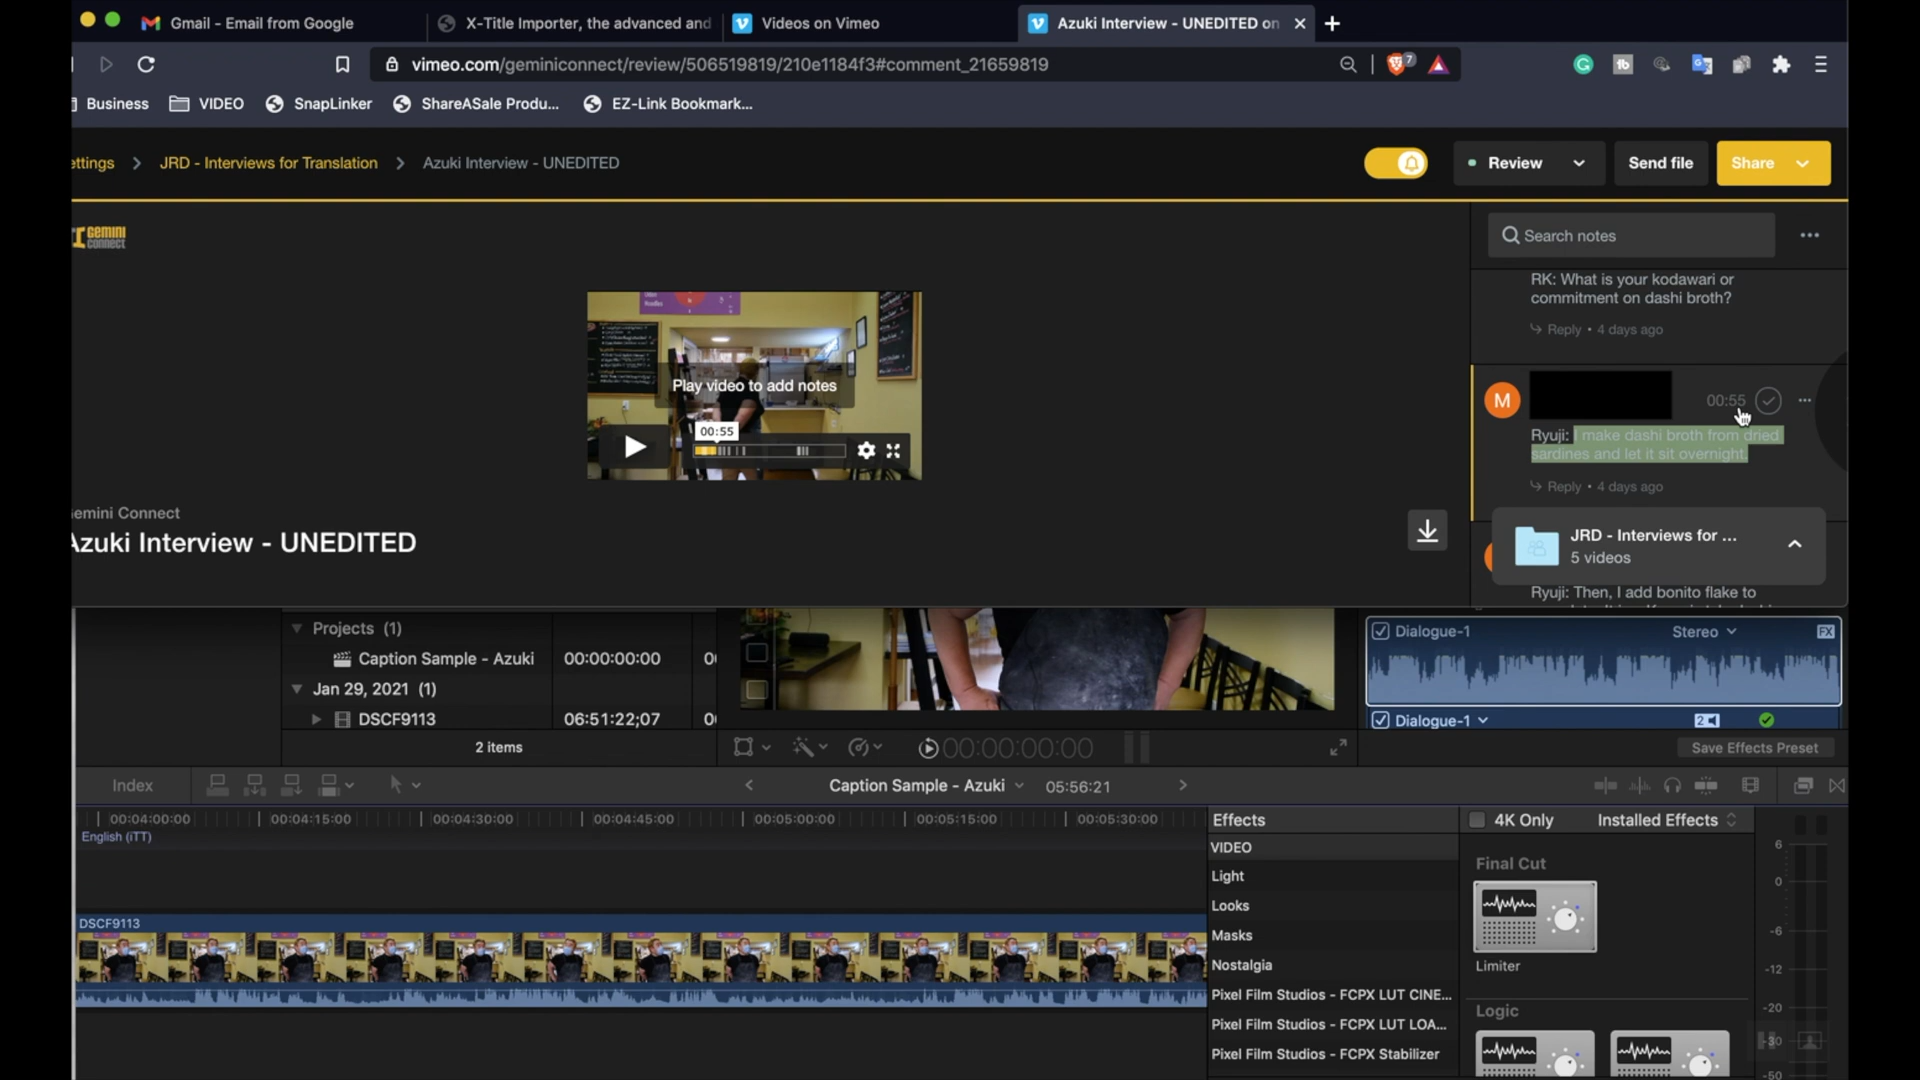 Gmail - Email from Google
X-Title Importer, the advanced and
Videos on Vimeo
Azuki Interview - UNEDITED on
vimeo.com/geminiconnect/review/506519819/210e1184f3#comment_21659819
7
Business
VIDEO
SnapLinker
ShareASale Produ...
EZ-Link Bookmark...
ettings > JRD - Interviews for Translation > Azuki Interview - UNEDITED
Review
Send file
Share
GEMINI
CONNECT
Search notes
RK: What is your kodawari or
commitment on dashi broth?
Reply • 4 days ago
Play video to add notes
00:55
M
00:55
Ryuji: I make dashi broth from dried
sardines and let it sit overnight.
Reply • 4 days ago
emini Connect
Azuki Interview - UNEDITED
JRD - Interviews for ...
5 videos
Ryuji: Then, I add bonito flake to
Projects (1)
Caption Sample - Azuki
00:00:00:00
Jan 29, 2021 (1)
DSCF9113
06:51:22;07
2 items
00:00:00:00
Dialogue-1
Stereo
FX
Dialogue-1
2
Save Effects Preset
Index
Caption Sample - Azuki
05:56:21
00:04:00:00
00:04:15:00
00:04:30:00
00:04:45:00
00:05:00:00
00:05:15:00
00:05:30:00
English (iTT)
DSCF9113
Effects
4K Only
Installed Effects
VIDEO
Light
Looks
Masks
Nostalgia
Pixel Film Studios - FCPX LUT CINE...
Pixel Film Studios - FCPX LUT LOA...
Pixel Film Studios - FCPX Stabilizer
Final Cut
Limiter
Logic
6
0
-6
-12
-20
-30
-50